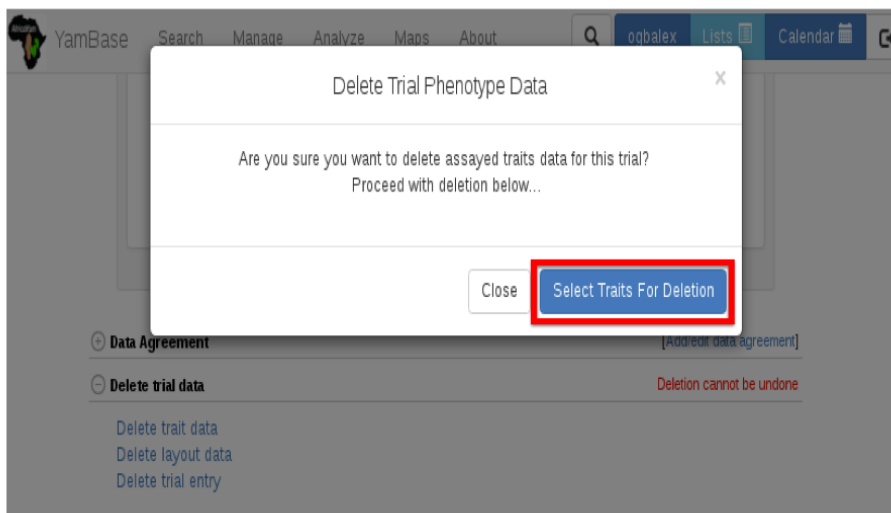 YamBase Search Manage Analyze Maps About ogbalex Lists Calendar
Delete Trial Phenotype Data ×
Are you sure you want to delete assayed traits data for this trial?
Proceed with deletion below...
Close Select Traits For Deletion
Data Agreement [Add/edit data agreement]
Delete trial data Deletion cannot be undone
Delete trait data
Delete layout data
Delete trial entry